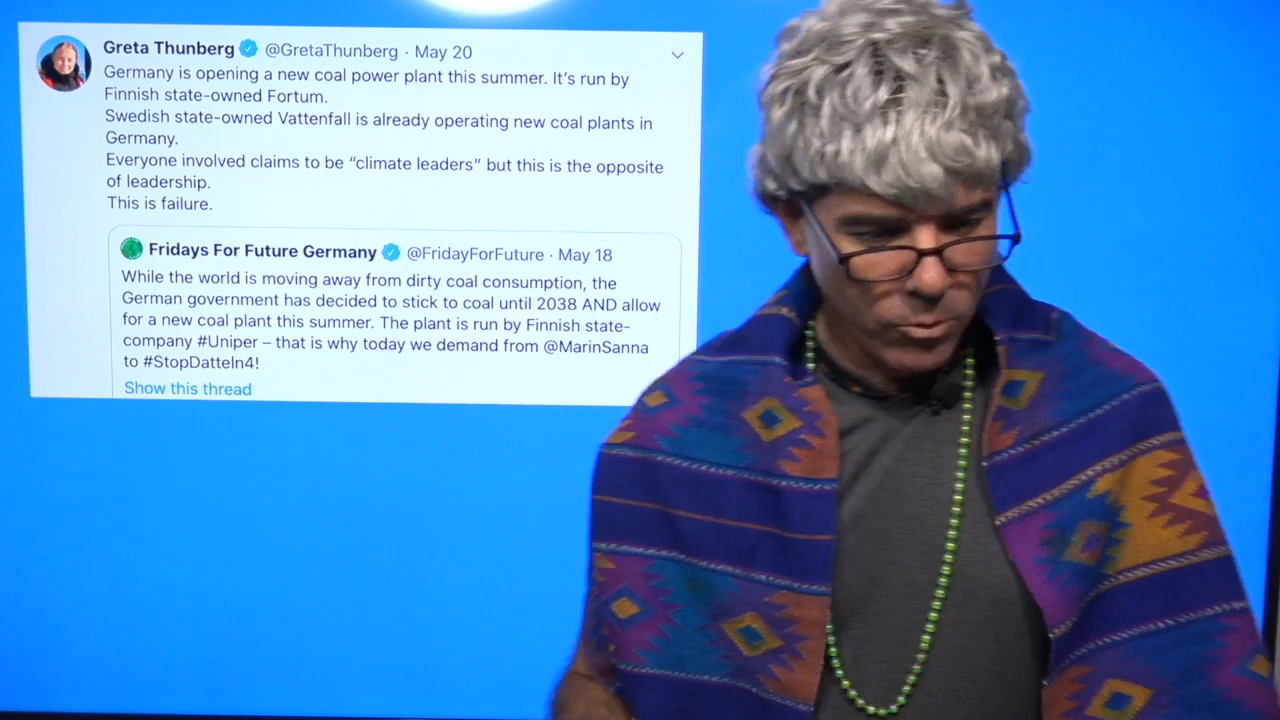 Greta Thunberg @GretaThunberg · May 20
Germany is opening a new coal power plant this summer. It's run by
Finnish state-owned Fortum.
Swedish state-owned Vattenfall is already operating new coal plants in
Germany.
Everyone involved claims to be “climate leaders” but this is the opposite
of leadership.
This is failure.
Fridays For Future Germany @FridayForFuture · May 18
While the world is moving away from dirty coal consumption, the
German government has decided to stick to coal until 2038 AND allow
for a new coal plant this summer. The plant is run by Finnish state-
company #Uniper – that is why today we demand from @MarinSanna
to #StopDatteln4!
Show this thread